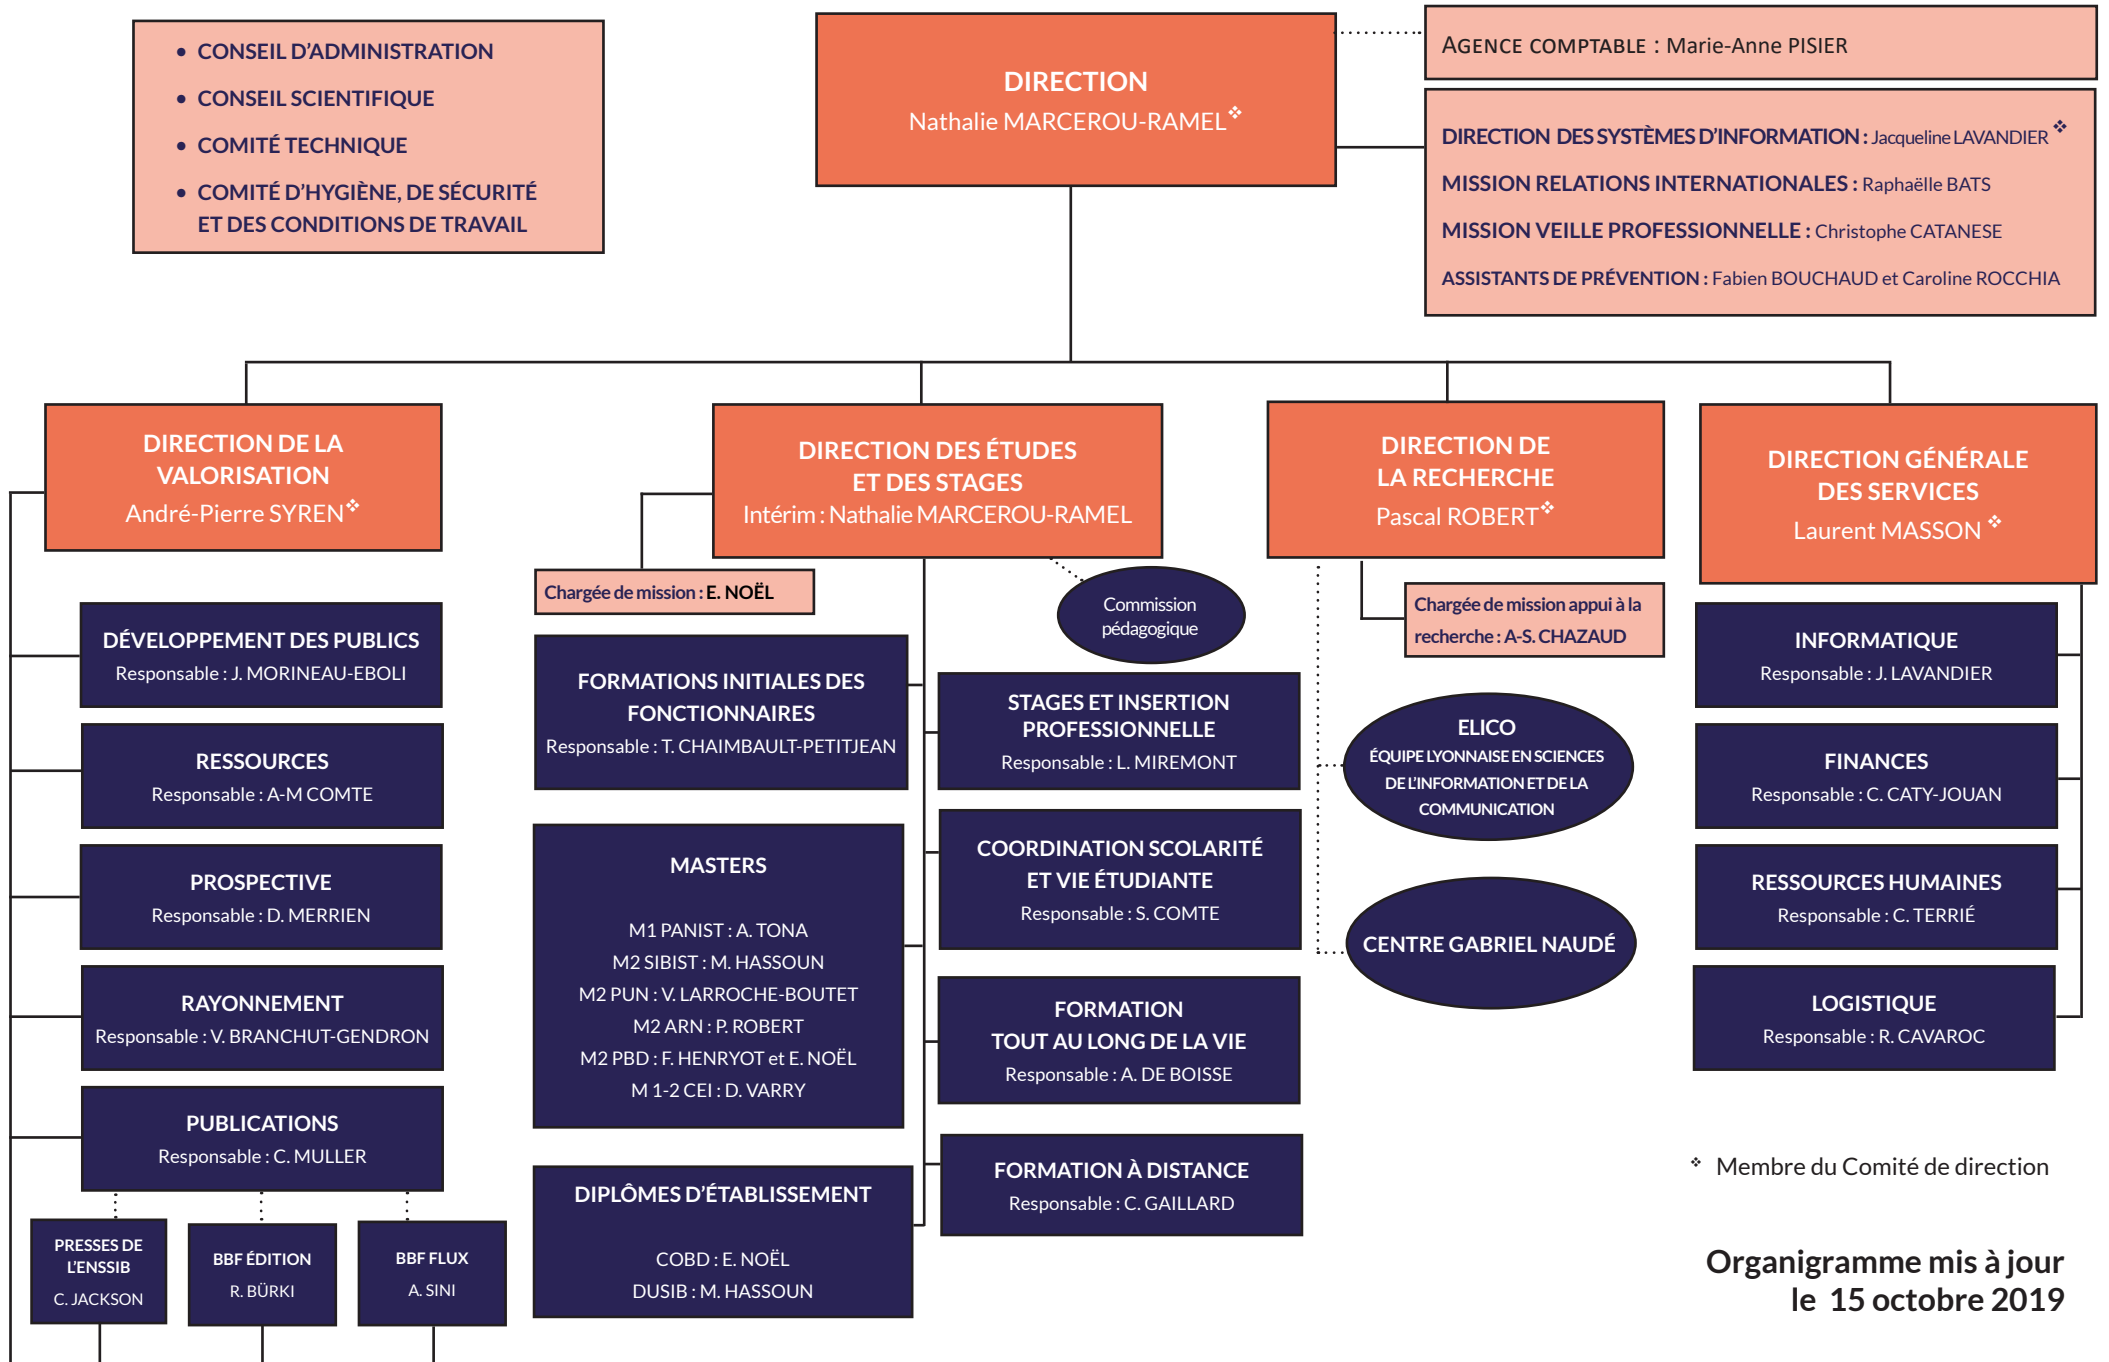 • CONSEIL D'ADMINISTRATION
• CONSEIL SCIENTIFIQUE
• COMITÉ TECHNIQUE
• COMITÉ D'HYGIÈNE, DE SÉCURITÉ
ET DES CONDITIONS DE TRAVAIL
DIRECTION
Nathalie MARCEROU-RAMEL❖
AGENCE COMPTABLE : Marie-Anne PISIER
DIRECTION DES SYSTÈMES D'INFORMATION : Jacqueline LAVANDIER ❖
MISSION RELATIONS INTERNATIONALES : Raphaëlle BATS
MISSION VEILLE PROFESSIONNELLE : Christophe CATANESE
ASSISTANTS DE PRÉVENTION : Fabien BOUCHAUD et Caroline ROCCHIA
DIRECTION DE LA
VALORISATION
André-Pierre SYREN❖
DÉVELOPPEMENT DES PUBLICS
Responsable : J. MORINEAU-EBOLI
RESSOURCES
Responsable : A-M COMTE
PROSPECTIVE
Responsable : D. MERRIEN
RAYONNEMENT
Responsable : V. BRANCHUT-GENDRON
PUBLICATIONS
Responsable : C. MULLER
PRESSES DE
L'ENSSIB
C. JACKSON
BBF ÉDITION
R. BÜRKI
BBF FLUX
A. SINI
DIRECTION DES ÉTUDES
ET DES STAGES
Intérim : Nathalie MARCEROU-RAMEL
Chargée de mission : E. NOËL
Commission
pédagogique
FORMATIONS INITIALES DES
FONCTIONNAIRES
Responsable : T. CHAIMBAULT-PETITJEAN
MASTERS
M1 PANIST : A. TONA
M2 SIBIST : M. HASSOUN
M2 PUN : V. LARROCHE-BOUTET
M2 ARN : P. ROBERT
M2 PBD : F. HENRYOT et E. NOËL
M 1-2 CEI : D. VARRY
DIPLÔMES D'ÉTABLISSEMENT
COBD : E. NOËL
DUSIB : M. HASSOUN
STAGES ET INSERTION
PROFESSIONNELLE
Responsable : L. MIREMONT
COORDINATION SCOLARITÉ
ET VIE ÉTUDIANTE
Responsable : S. COMTE
FORMATION
TOUT AU LONG DE LA VIE
Responsable : A. DE BOISSE
FORMATION À DISTANCE
Responsable : C. GAILLARD
DIRECTION DE
LA RECHERCHE
Pascal ROBERT❖
Chargée de mission appui à la
recherche : A-S. CHAZAUD
ELICO
ÉQUIPE LYONNAISE EN SCIENCES
DE L'INFORMATION ET DE LA
COMMUNICATION
CENTRE GABRIEL NAUDÉ
DIRECTION GÉNÉRALE
DES SERVICES
Laurent MASSON ❖
INFORMATIQUE
Responsable : J. LAVANDIER
FINANCES
Responsable : C. CATY-JOUAN
RESSOURCES HUMAINES
Responsable : C. TERRIÉ
LOGISTIQUE
Responsable : R. CAVAROC
❖ Membre du Comité de direction
Organigramme mis à jour
le 15 octobre 2019